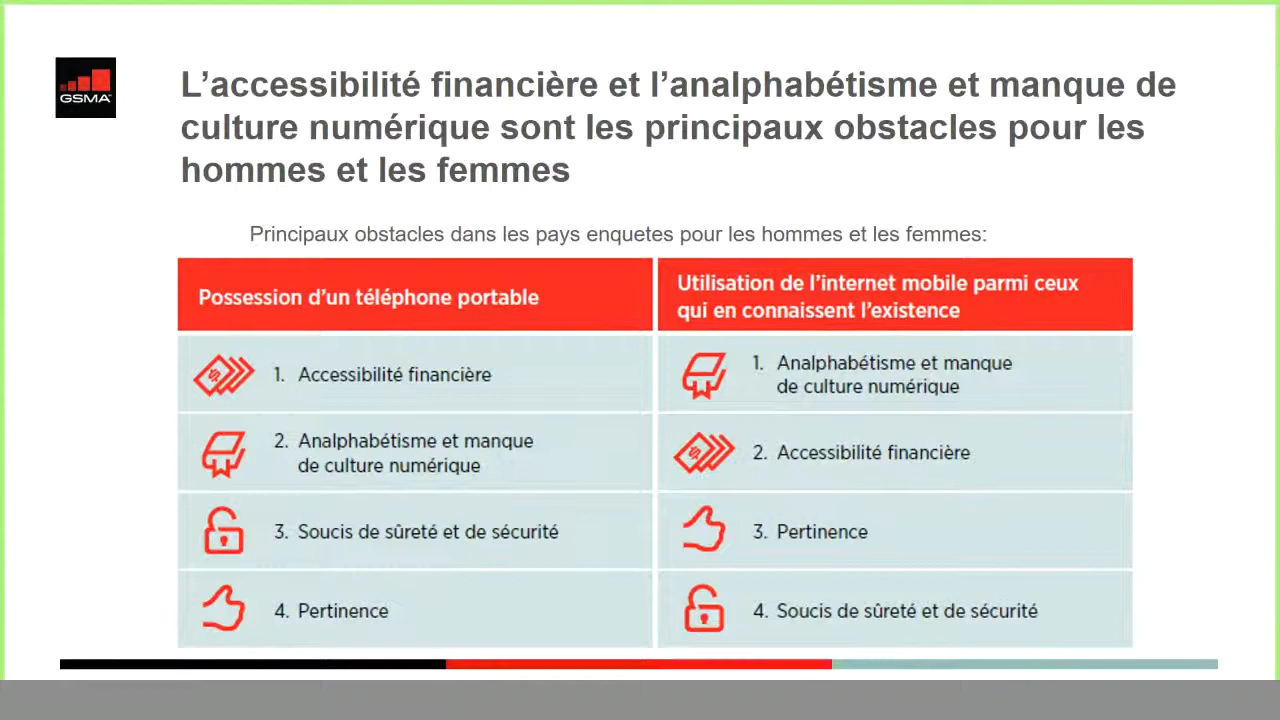 GSMA
L’accessibilité financière et l’analphabétisme et manque de
culture numérique sont les principaux obstacles pour les
hommes et les femmes
Principaux obstacles dans les pays enquetes pour les hommes et les femmes:
Possession d’un téléphone portable
Utilisation de l’internet mobile parmi ceux
qui en connaissent l’existence
1. Accessibilité financière
1. Analphabétisme et manque
de culture numérique
2. Analphabétisme et manque
de culture numérique
2. Accessibilité financière
3. Soucis de sûreté et de sécurité
3. Pertinence
4. Pertinence
4. Soucis de sûreté et de sécurité